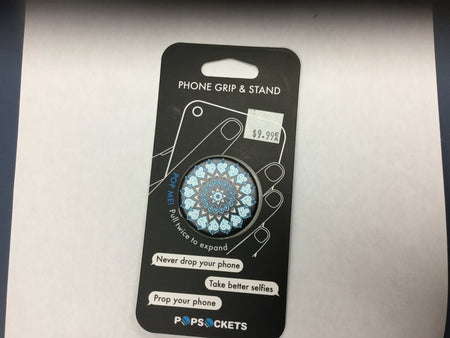 PHONE GRIP & STAND
$9.99EA
POP ME!
Pull twice to expand
Never drop your phone
Take better selfies
Prop your phone
POPSOCKETS